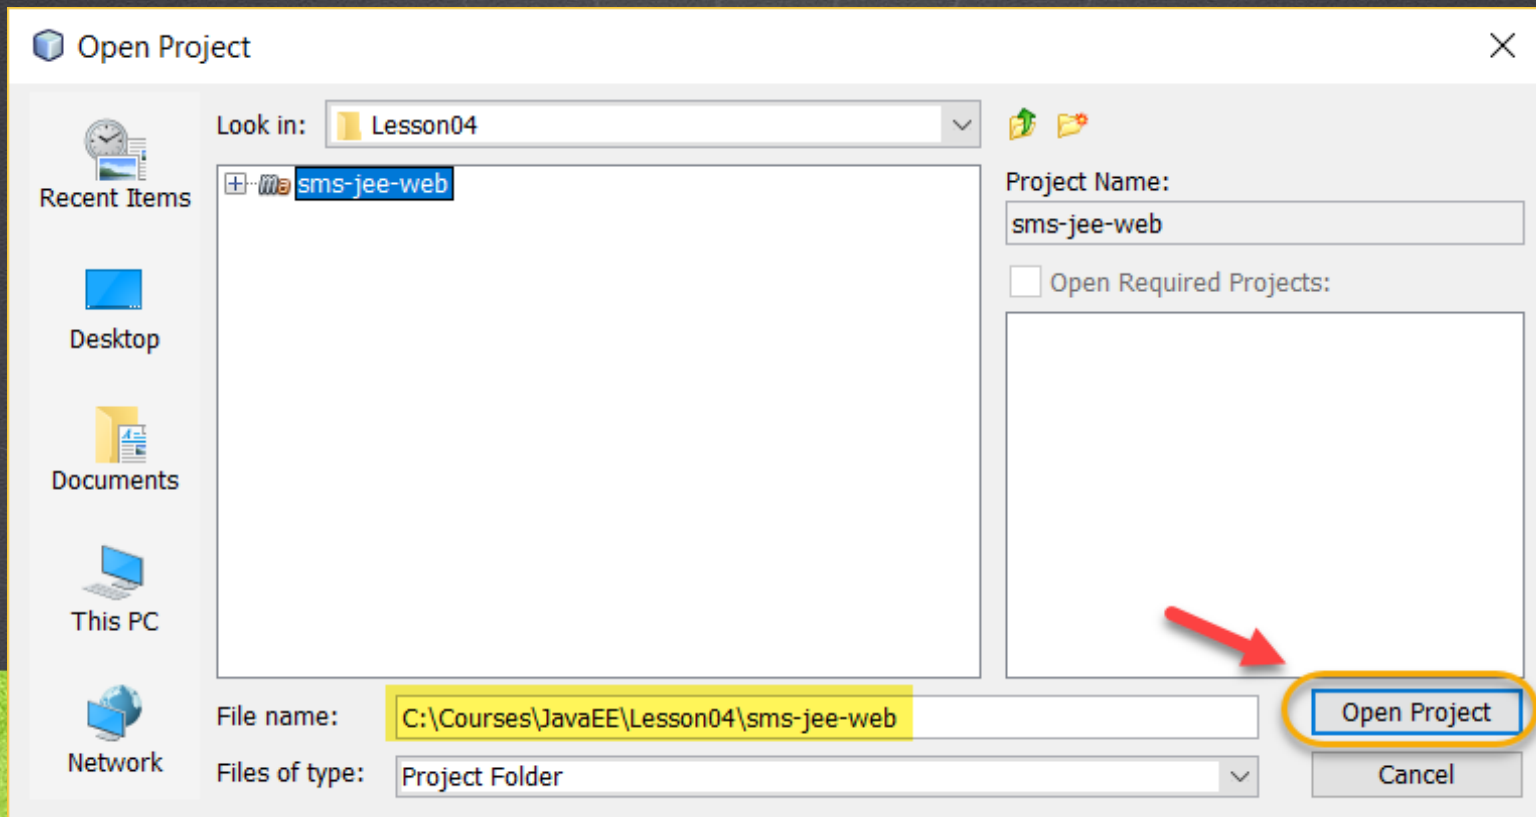 Open Project
Look in: Lesson04
Recent Items
Desktop
Documents
This PC
Network
sms-jee-web
Project Name:
sms-jee-web
Open Required Projects:
File name: C:\Courses\JavaEE\Lesson04\sms-jee-web
Open Project
Files of type: Project Folder
Cancel